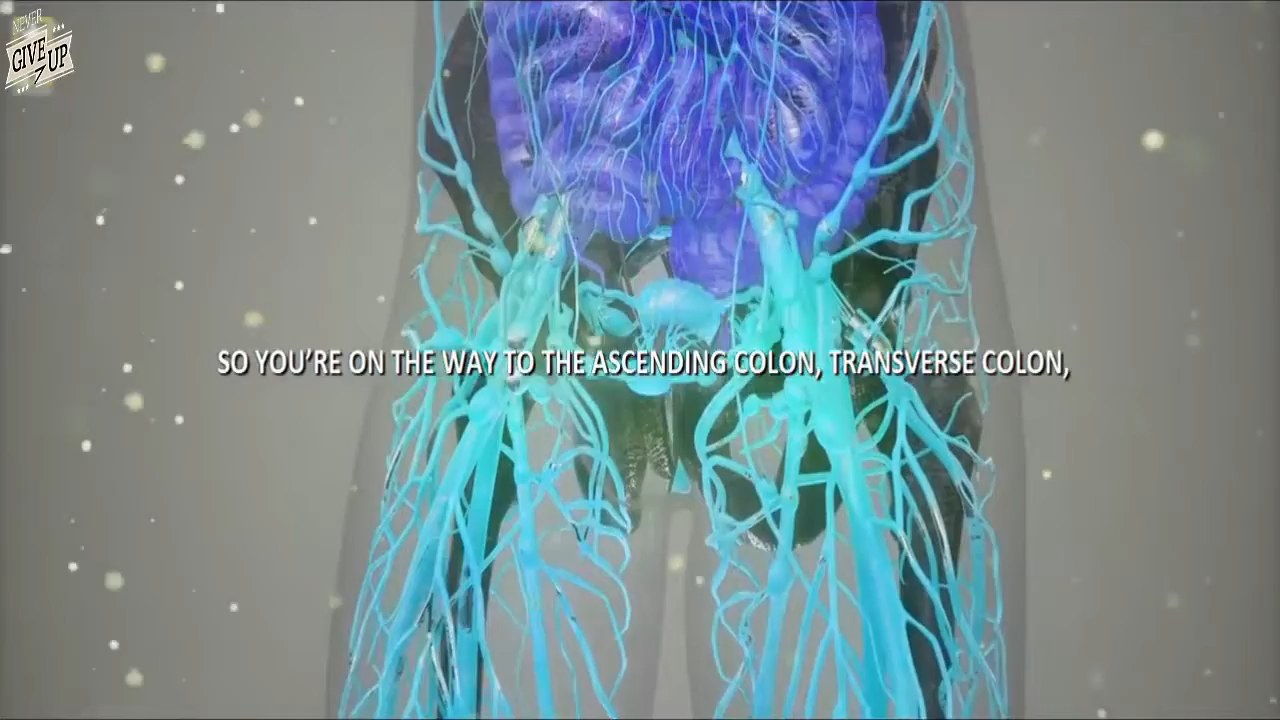 NEVER
GIVE
UP
SO YOU'RE ON THE WAY TO THE ASCENDING COLON, TRANSVERSE COLON,